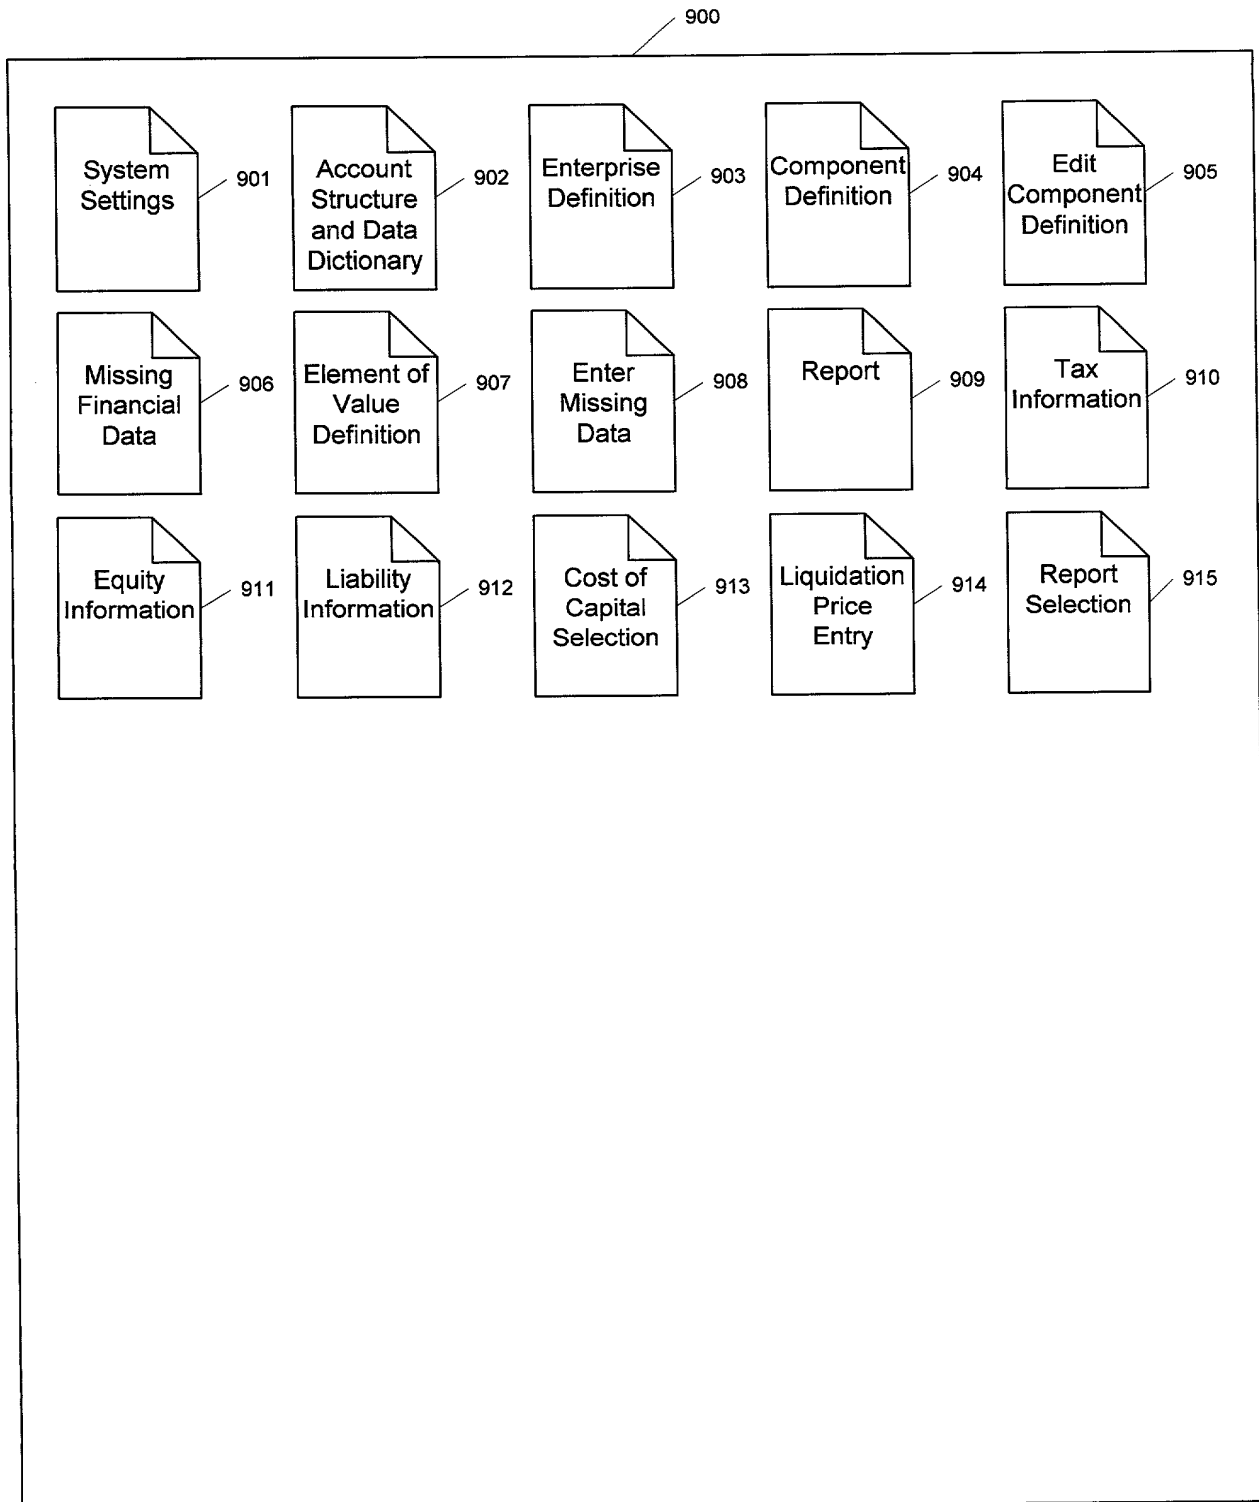 900
System
Settings
901
Account
Structure
and Data
Dictionary
902
Enterprise
Definition
903
Component
Definition
904
Edit
Component
Definition
905
Missing
Financial
Data
906
Element of
Value
Definition
907
Enter
Missing
Data
908
Report
909
Tax
Information
910
Equity
Information
911
Liability
Information
912
Cost of
Capital
Selection
913
Liquidation
Price
Entry
914
Report
Selection
915